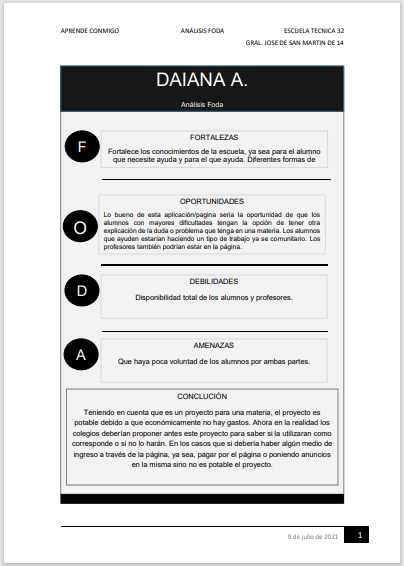 APRENDE CONMIGO ANÁLISIS FODA ESCUELA TECNICA 32
GRAL. JOSE DE SAN MARTIN DE 14
DAIANA A.
Análisis Foda
F
FORTALEZAS
Fortalece los conocimientos de la escuela, ya sea para el alumno
que necesite ayuda y para el que ayuda. Diferentes formas de
O
OPORTUNIDADES
Lo bueno de esta aplicación/pagina seria la oportunidad de que los
alumnos con mayores dificultades tengan la opción de tener otra
explicación de la duda o problema que tenga en una materia. Los alumnos
que ayuden estarían haciendo un tipo de trabajo ya se comunitario. Los
profesores también podrían estar en la página.
D
DEBILIDADES
Disponibilidad total de los alumnos y profesores.
A
AMENAZAS
Que haya poca voluntad de los alumnos por ambas partes.
CONCLUCIÓN
Teniendo en cuenta que es un proyecto para una materia, el proyecto es
potable debido a que económicamente no hay gastos. Ahora en la realidad los
colegios deberían proponer antes este proyecto para saber si la utilizaran como
corresponde o si no lo harán. En los casos que si debería haber algún medio de
ingreso a través de la página, ya sea, pagar por el página o poniendo anuncios
en la misma sino no es potable el proyecto.
9 de julio de 2021 1